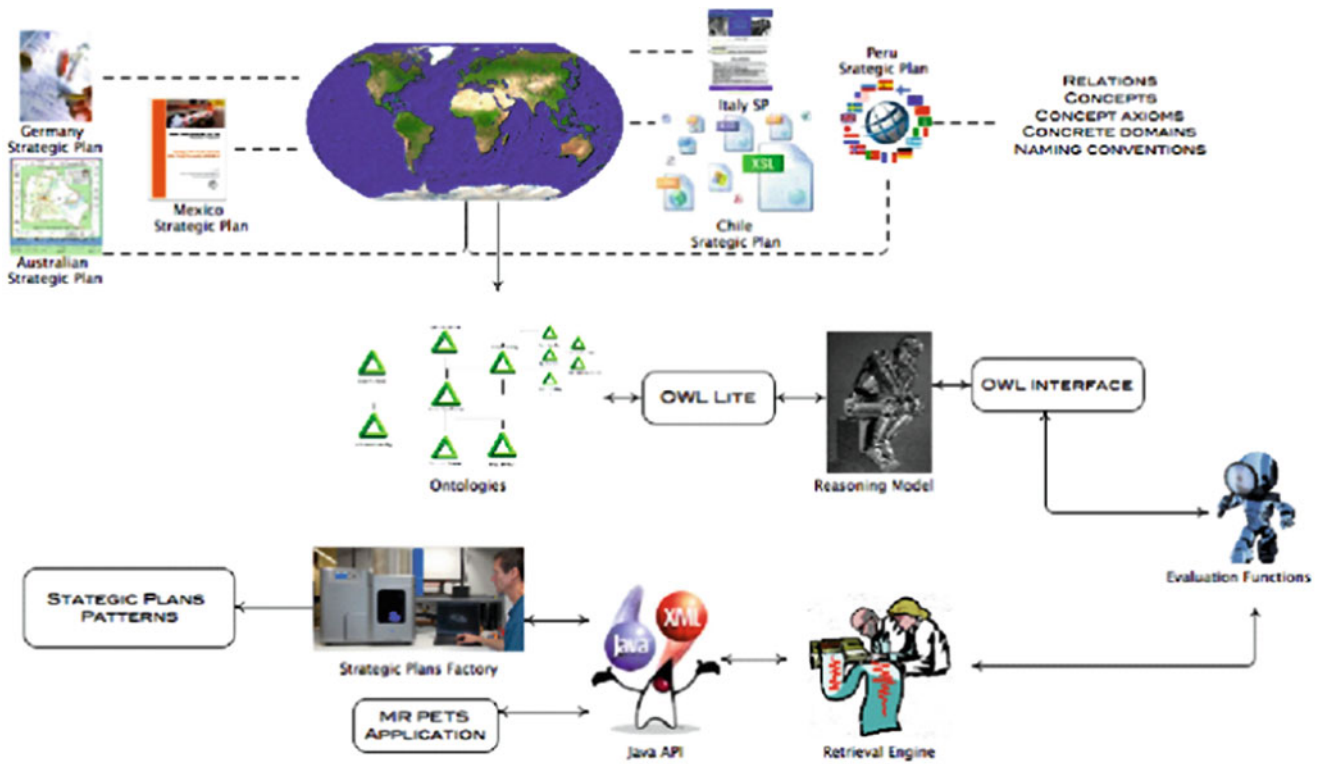 Germany
Strategic Plan
Australian
Strategic Plan
Mexico
Strategic Plan
Italy SP
XSL
Chile
Srategic Plan
Peru
Srategic Plan
RELATIONS
CONCEPTS
CONCEPT AXIOMS
CONCRETE DOMAINS
NAMING CONVENTIONS
Ontologies
OWL LITE
Reasoning Model
OWL INTERFACE
Evaluation Functions
STATEGIC PLANS
PATTERNS
Strategic Plans Factory
MR PETS
APPLICATION
Java
XML
Java API
Retrieval Engine